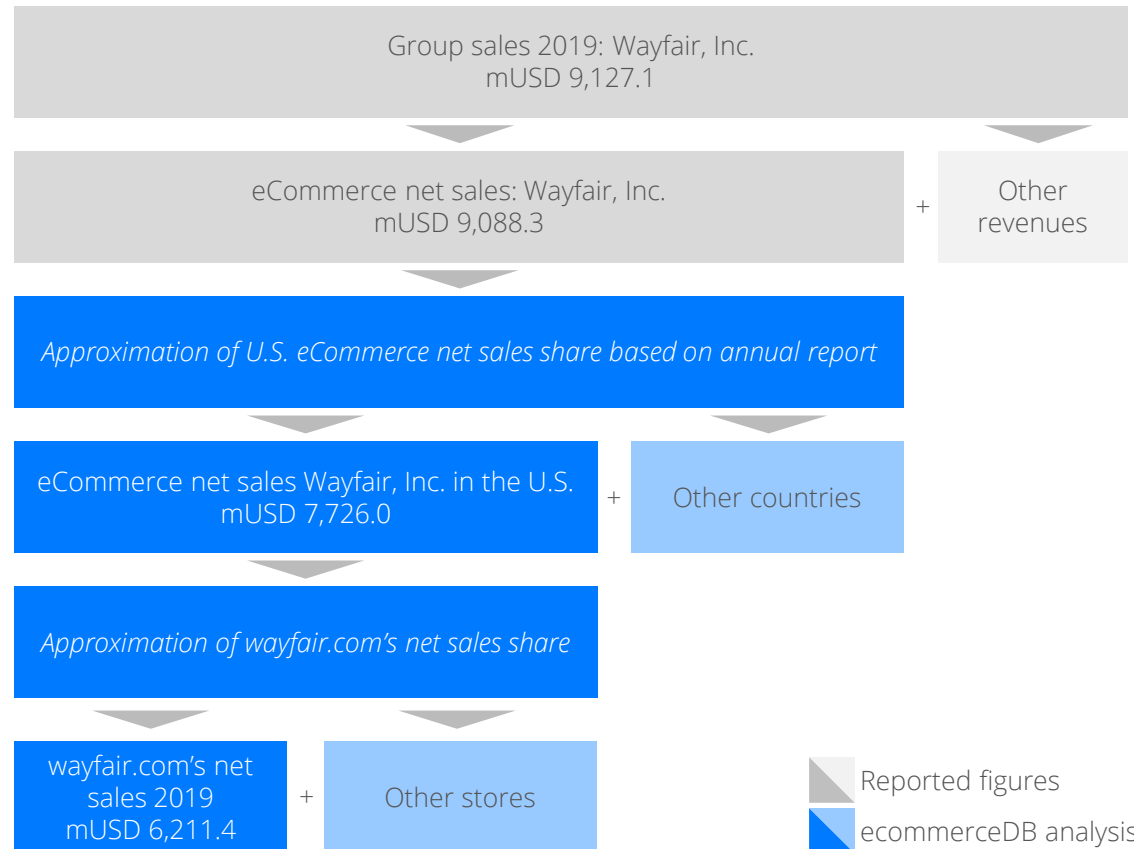 Group sales 2019: Wayfair, Inc.
mUSD 9,127.1
eCommerce net sales: Wayfair, Inc.
mUSD 9,088.3
+
Other
revenues
Approximation of U.S. eCommerce net sales share based on annual report
eCommerce net sales Wayfair, Inc. in the U.S.
mUSD 7,726.0
+
Other countries
Approximation of wayfair.com's net sales share
wayfair.com's net
sales 2019
mUSD 6,211.4
+
Other stores
Reported figures
ecommerceDB analysis